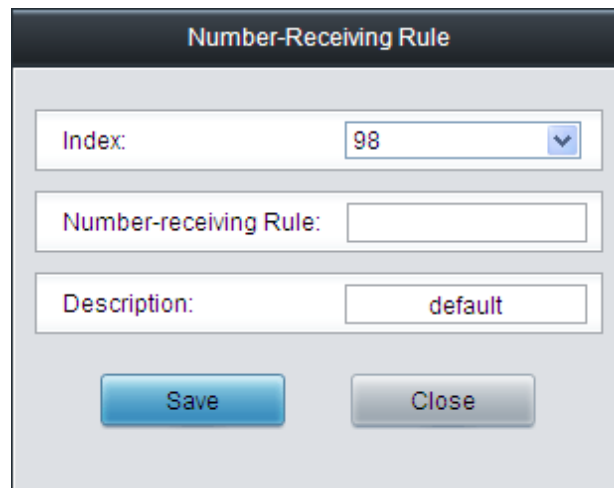 Number-Receiving Rule
Index: 98
Number-receiving Rule:
Description: default
Save Close